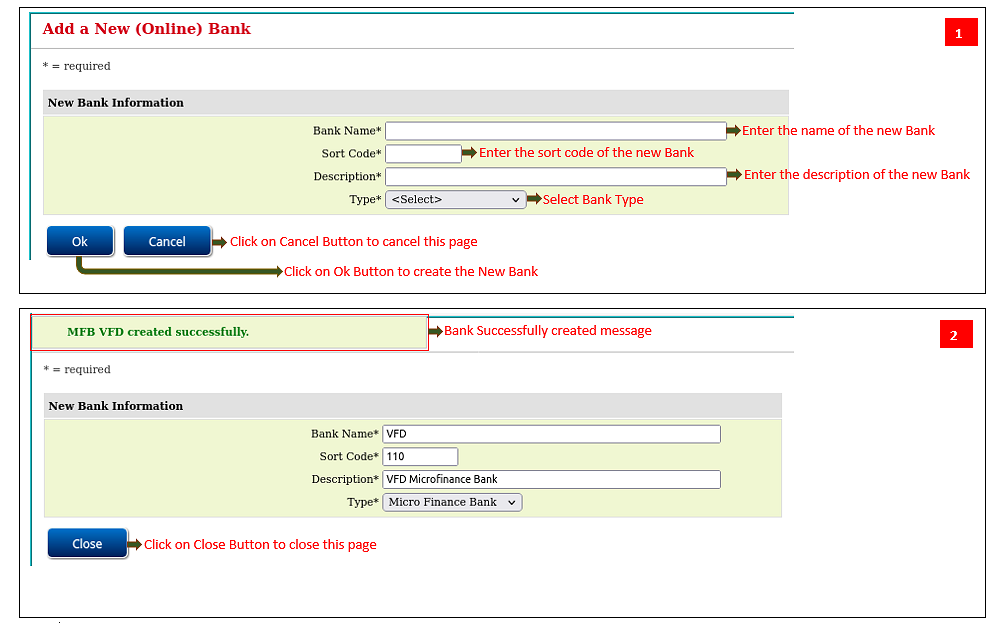 Add a New (Online) Bank
1
* = required
New Bank Information
Bank Name* Enter the name of the new Bank
Sort Code* Enter the sort code of the new Bank
Description* Enter the description of the new Bank
Type* <Select> Select Bank Type
Ok Cancel Click on Cancel Button to cancel this page
Click on Ok Button to create the New Bank
MFB VFD created successfully. Bank Successfully created message
2
* = required
New Bank Information
Bank Name* VFD
Sort Code* 110
Description* VFD Microfinance Bank
Type* Micro Finance Bank
Close Click on Close Button to close this page